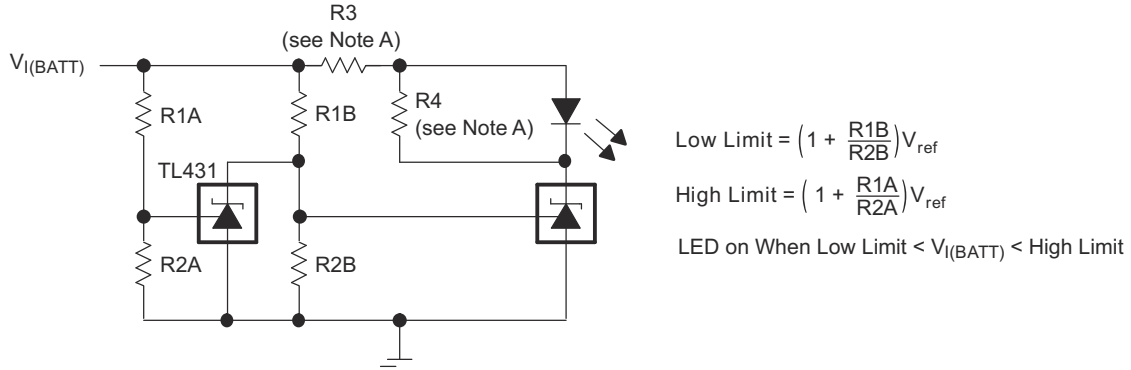 R3
(see Note A)
V_I(BATT)
R1A
R1B
R4
(see Note A)
TL431
R2A
R2B
Low Limit = (1 + R1B/R2B)V_ref
High Limit = (1 + R1A/R2A)V_ref
LED on When Low Limit < V_I(BATT) < High Limit